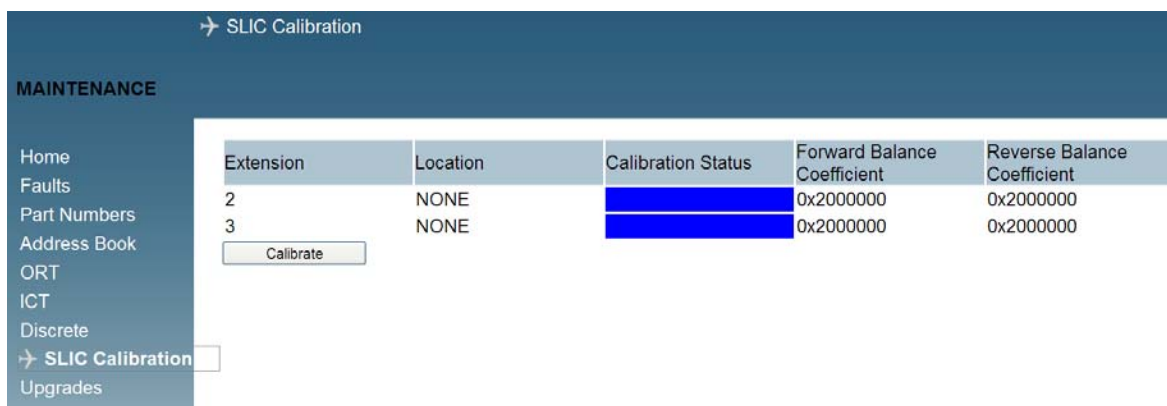 SLIC Calibration
MAINTENANCE
Home
Faults
Part Numbers
Address Book
ORT
ICT
Discrete
SLIC Calibration
Upgrades
Extension Location Calibration Status Forward Balance Coefficient Reverse Balance Coefficient
2 NONE 0x2000000 0x2000000
3 NONE 0x2000000 0x2000000
Calibrate